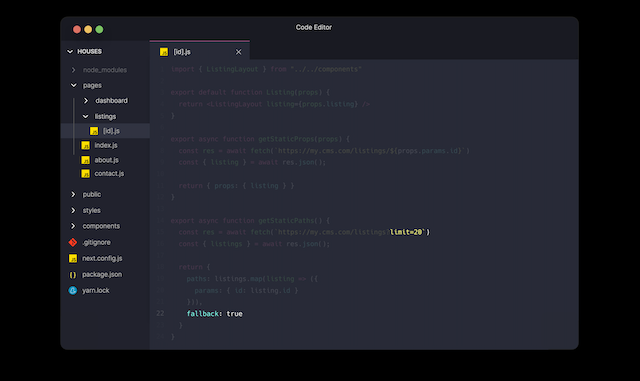 Code Editor
HOUSES
node_modules
pages
dashboard
listings
[id].js
index.js
about.js
contact.js
public
styles
components
.gitignore
next.config.js
package.json
yarn.lock
[id].js
import { ListingLayout } from "../../components"
export default function Listing(props) {
return <ListingLayout listing={props.listing} />
}
export async function getStaticProps(props) {
const res = await fetch(`https://my.cms.com/listings/${props.params.id}`)
const { listing } = await res.json();
return { props: { listing } }
}
export async function getStaticPaths() {
const res = await fetch(`https://my.cms.com/listings?limit=20`)
const { listings } = await res.json();
return {
paths: listings.map(listing => ({
params: { id: listing.id }
})),
22 fallback: true
}
}